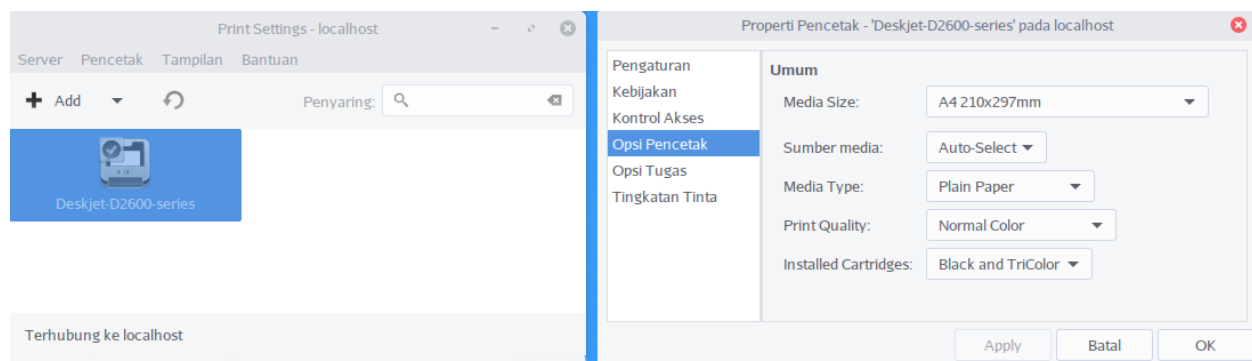 Print Settings - localhost
Server Pencetak Tampilan Bantuan
Add
Penyaring:
Deskjet-D2600-series
Terhubung ke localhost
Properti Pencetak - 'Deskjet-D2600-series' pada localhost
Pengaturan
Kebijakan
Kontrol Akses
Opsi Pencetak
Opsi Tugas
Tingkatan Tinta
Umum
Media Size: A4 210x297mm
Sumber media: Auto-Select
Media Type: Plain Paper
Print Quality: Normal Color
Installed Cartridges: Black and TriColor
Apply Batal OK